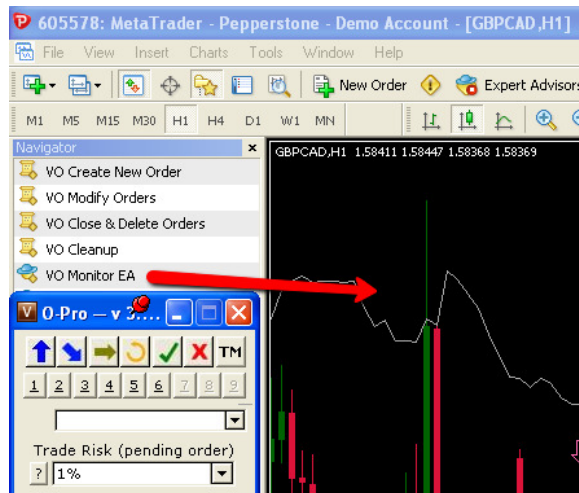 605578: MetaTrader - Pepperstone - Demo Account - [GBPCAD,H1]
File View Insert Charts Tools Window Help
New Order Expert Advisors
M1 M5 M15 M30 H1 H4 D1 W1 MN
Navigator x
GBPCAD,H1 1.58411 1.58447 1.58368 1.58369
VO Create New Order
VO Modify Orders
VO Close & Delete Orders
VO Cleanup
VO Monitor EA
V O-Pro — v 3....
TM
1 2 3 4 5 6 7 8 9
Trade Risk (pending order)
? 1%